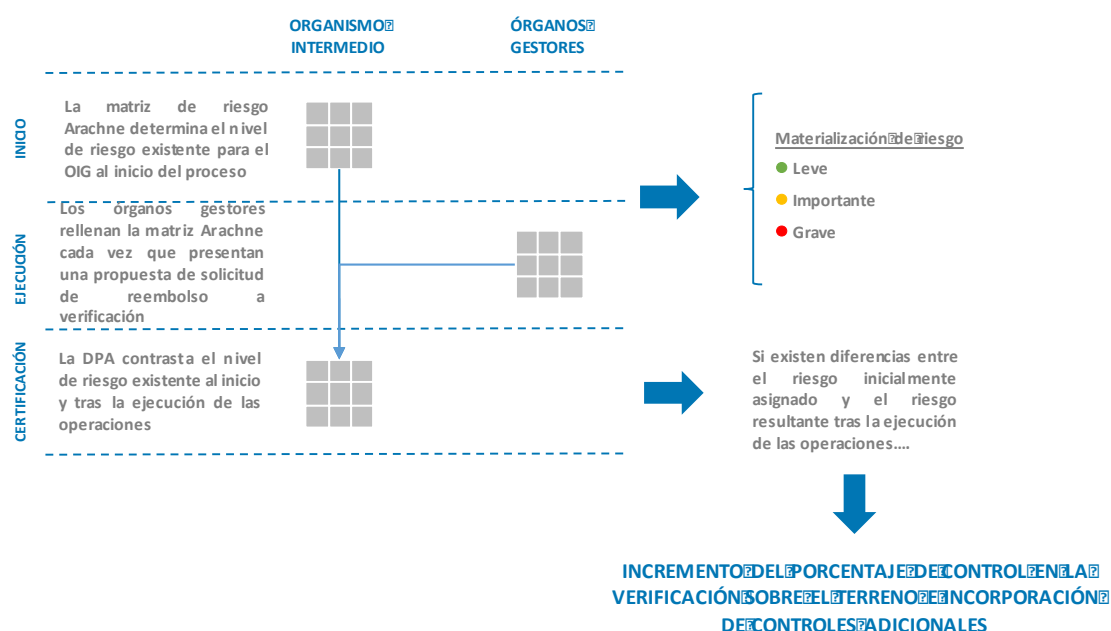 ORGANISMO
INTERMEDIO
ÓRGANOS
GESTORES
INICIO
La matriz de riesgo
Arachne determina el nivel
de riesgo existente para el
OIG al inicio del proceso
Materialización de riesgo
Leve
Importante
Grave
EJECUCIÓN
Los órganos gestores
rellenan la matriz Arachne
cada vez que presentan
una propuesta de solicitud
de reembolso a
verificación
CERTIFICACIÓN
La DPA contrasta el nivel
de riesgo existente al inicio
y tras la ejecución de las
operaciones
Si existen diferencias entre
el riesgo inicialmente
asignado y el riesgo
resultante tras la ejecución
de las operaciones....
INCREMENTO DEL PORCENTAJE DE CONTROL EN LA
VERIFICACIÓN SOBRE EL TERRENO E INCORPORACIÓN
DE CONTROLES ADICIONALES